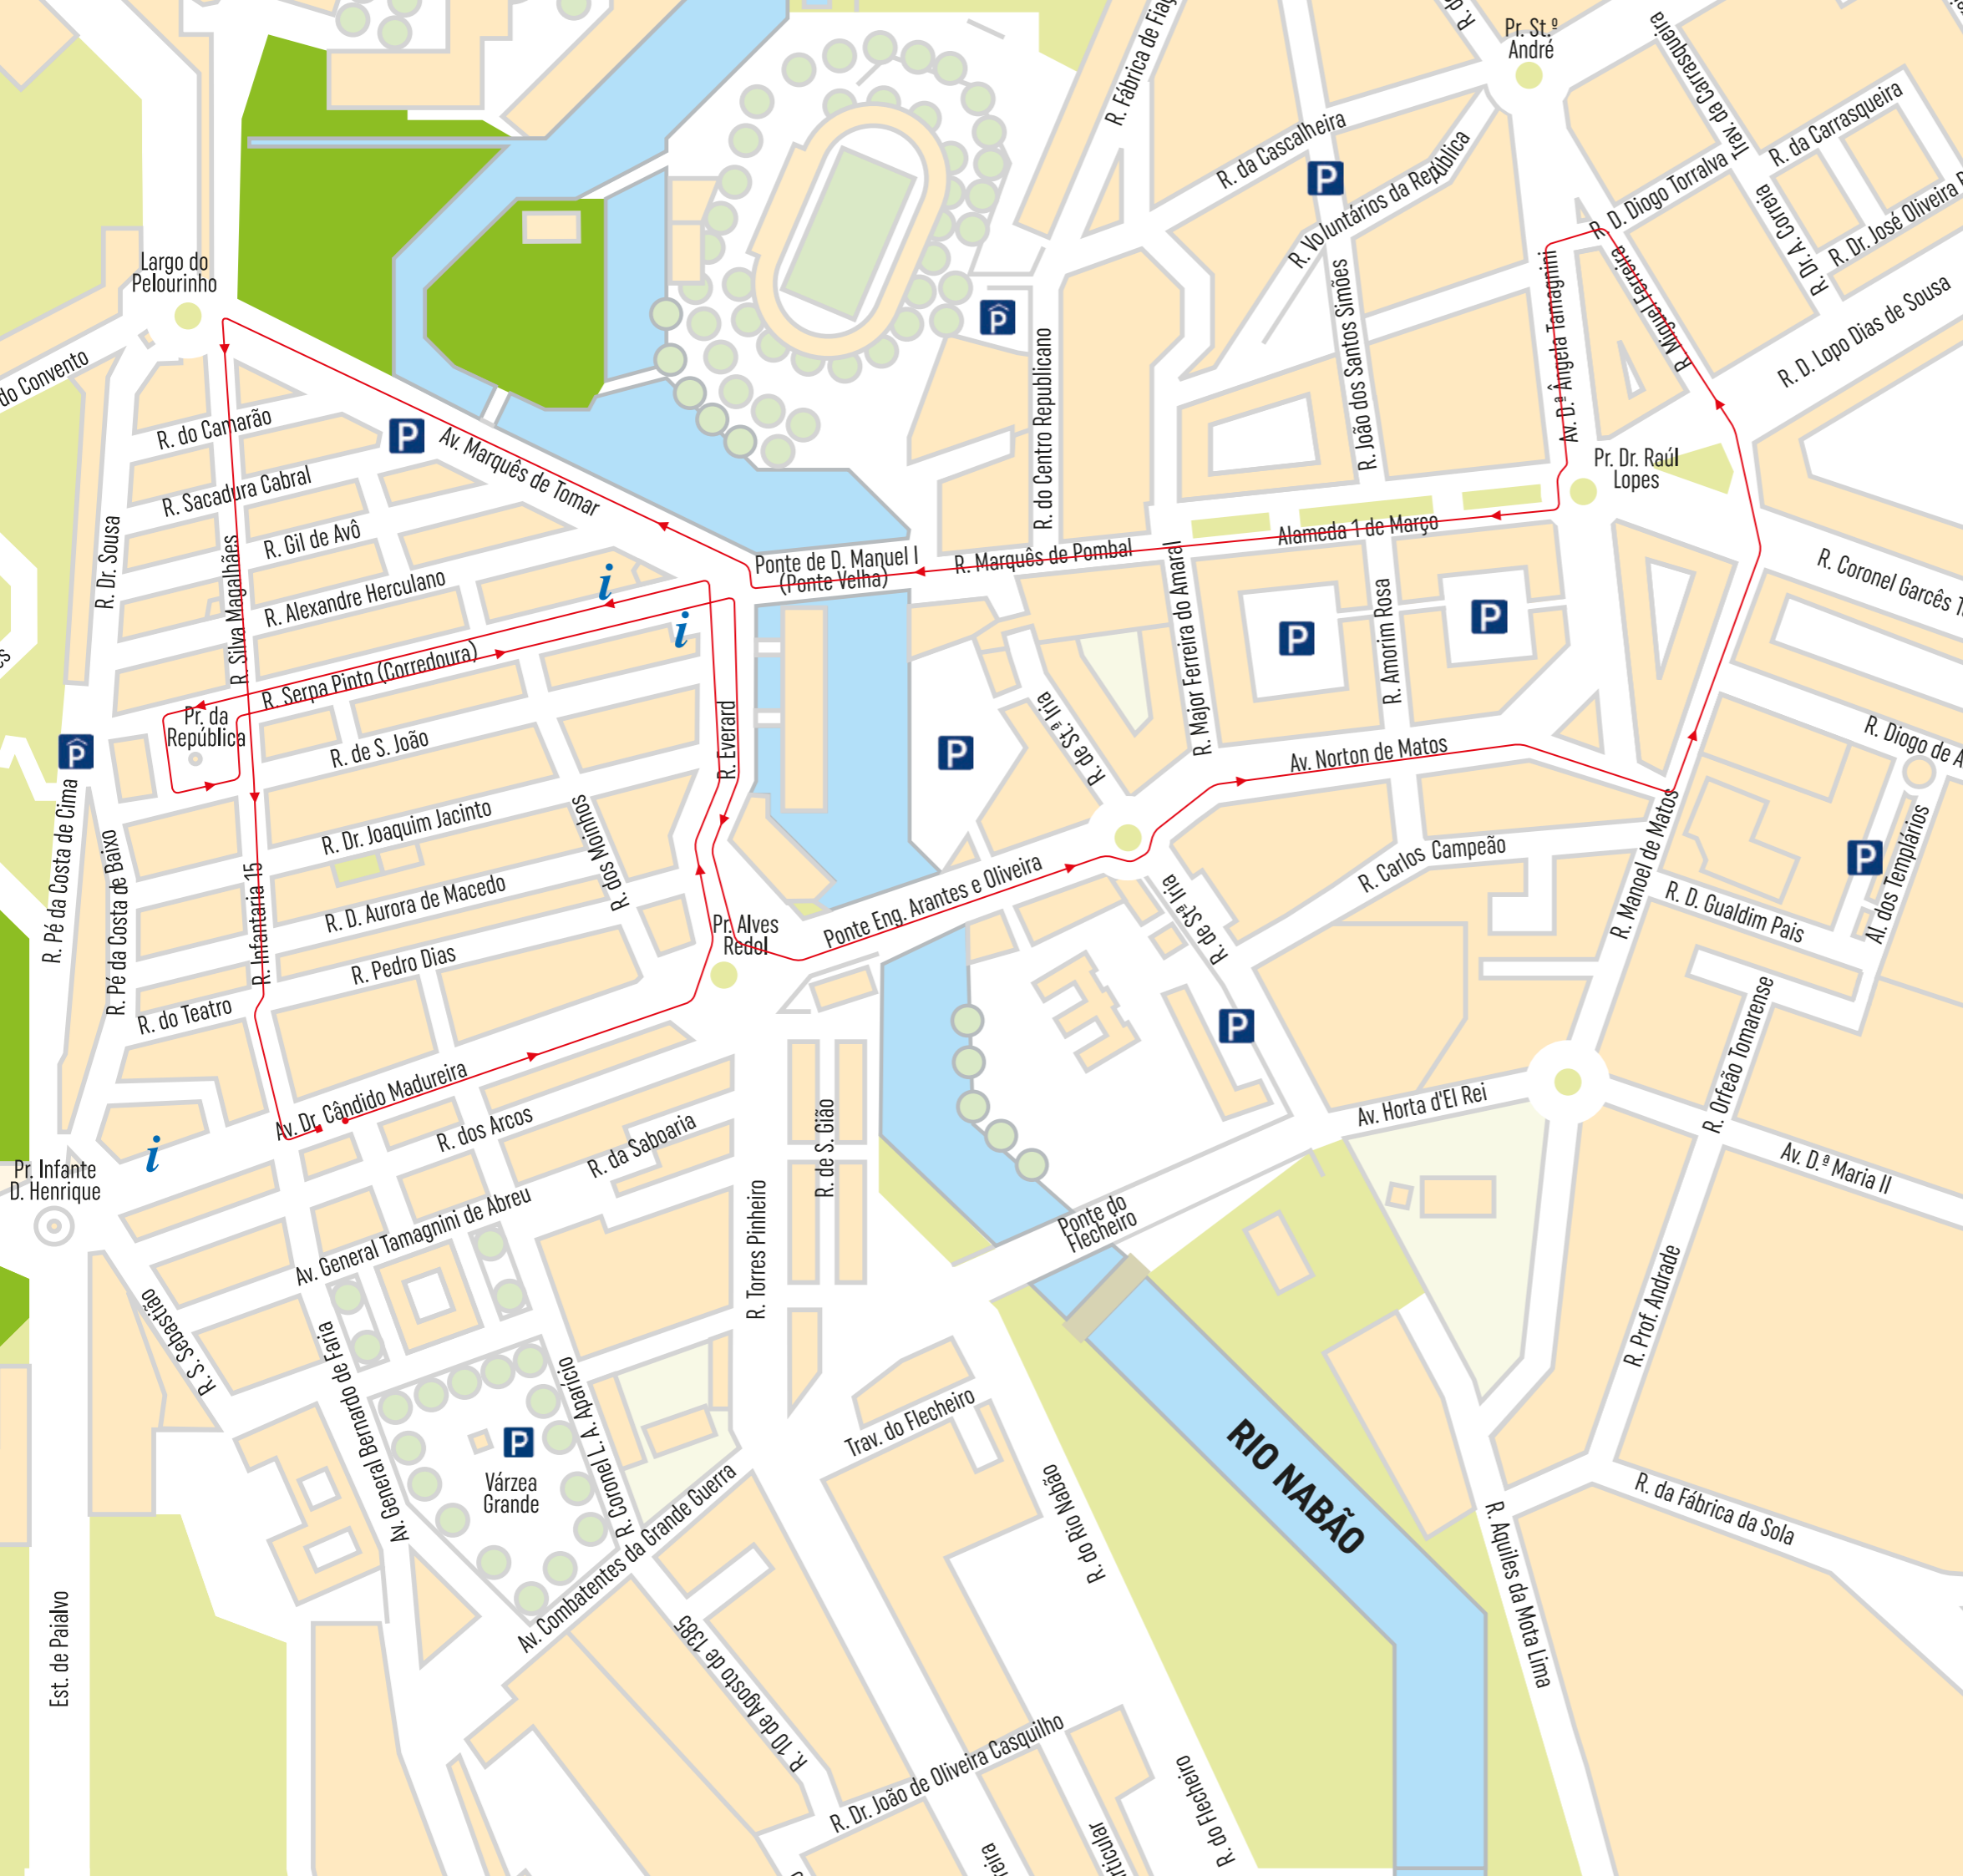 R. Fábrica de Fiaç
R. do
Pr. St.º
André
Trav. da Carrasqueira
R. da Carrasqueira
R. da Cascalheira
R. Voluntários da República
R. D. Diogo Torralva
R. Dr. A. Correia
R. Dr. José Oliveira B
Largo do
Pelourinho
do Convento
P
P
R. João dos Santos Simões
Av. D.ª Ângela Tamagnini
R. Miguel Ferreira
R. D. Lopo Dias de Sousa
R. do Camarão
P
Av. Marquês de Tomar
R. do Centro Republicano
Pr. Dr. Raúl
Lopes
R. Sacadura Cabral
R. Gil de Avô
R. Dr. Sousa
R. Silva Magalhães
R. Alexandre Herculano
i
i
Ponte de D. Manuel I
(Ponte Velha)
R. Marquês de Pombal
Alameda 1 de Março
R. Coronel Garcês T
R. Major Ferreira do Amaral
P
R. Amorim Rosa
P
R. Serpa Pinto (Corredoura)
Pr. da
República
P
R. de S. João
R. Everard
P
R. de St.ª Iria
Av. Norton de Matos
R. Diogo de A
R. Pé da Costa de Cima
R. Pé da Costa de Baixo
R. Dr. Joaquim Jacinto
R. dos Moinhos
R. Infantaria 15
R. D. Aurora de Macedo
R. Pedro Dias
R. do Teatro
Pr. Alves
Redol
Ponte Eng. Arantes e Oliveira
R. de St.ª Iria
R. Carlos Campeão
R. Manoel de Matos
R. D. Gualdim Pais
P
Al. dos Templários
P
R. Orfeão Tomarense
Av. Dr. Cândido Madureira
i
R. dos Arcos
R. da Saboaria
R. de S. Gião
Av. Horta d'El Rei
Av. D.ª Maria II
Pr. Infante
D. Henrique
Av. General Tamagnini de Abreu
R. Torres Pinheiro
Ponte do
Flecheiro
R. S. Sebastião
Av. General Bernardo de Faria
R. Coronel L. A. Aparício
P
Várzea
Grande
Trav. do Flecheiro
R. Prof. Andrade
RIO NABÃO
R. do Rio Nabão
R. da Fábrica da Sola
Av. Combatentes da Grande Guerra
R. Aquiles da Mota Lima
Est. de Paialvo
R. 10 de Agosto de 1385
R. Dr. João de Oliveira Casquilho
R. do Flecheiro
eira
rticular